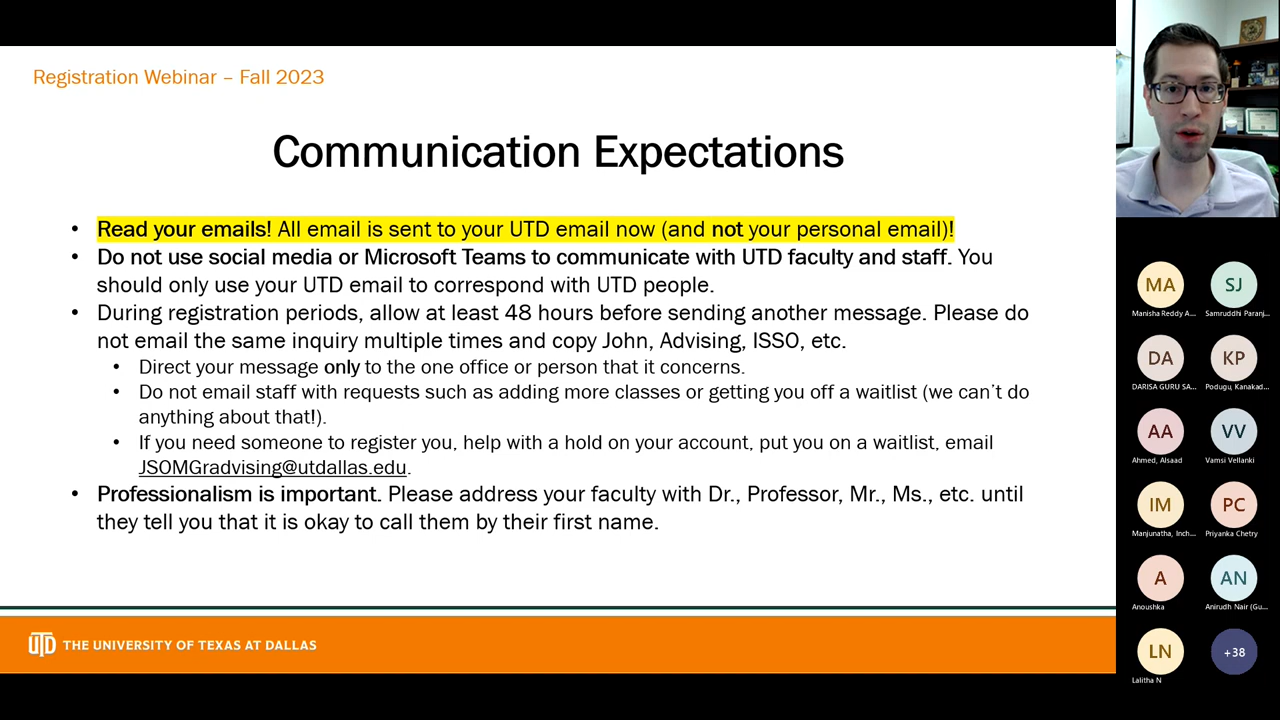 Registration Webinar – Fall 2023
Communication Expectations
• Read your emails! All email is sent to your UTD email now (and not your personal email)!
• Do not use social media or Microsoft Teams to communicate with UTD faculty and staff. You
should only use your UTD email to correspond with UTD people.
• During registration periods, allow at least 48 hours before sending another message. Please do
not email the same inquiry multiple times and copy John, Advising, ISSO, etc.
• Direct your message only to the one office or person that it concerns.
• Do not email staff with requests such as adding more classes or getting you off a waitlist (we can't do
anything about that!).
• If you need someone to register you, help with a hold on your account, put you on a waitlist, email
JSOMGradvising@utdallas.edu.
• Professionalism is important. Please address your faculty with Dr., Professor, Mr., Ms., etc. until
they tell you that it is okay to call them by their first name.
UTD THE UNIVERSITY OF TEXAS AT DALLAS
MA SJ
Manisha Reddy A... Samruddhi Paranj...
DA KP
DARISA GURU SA... Podugu, Kanakad...
AA VV
Ahmed, Alsaad Vamsi Vellanki
IM PC
Manjunatha, Inch... Priyanka Chetry
A AN
Anoushka Anirudh Nair (Gu...
LN +38
Lalitha N